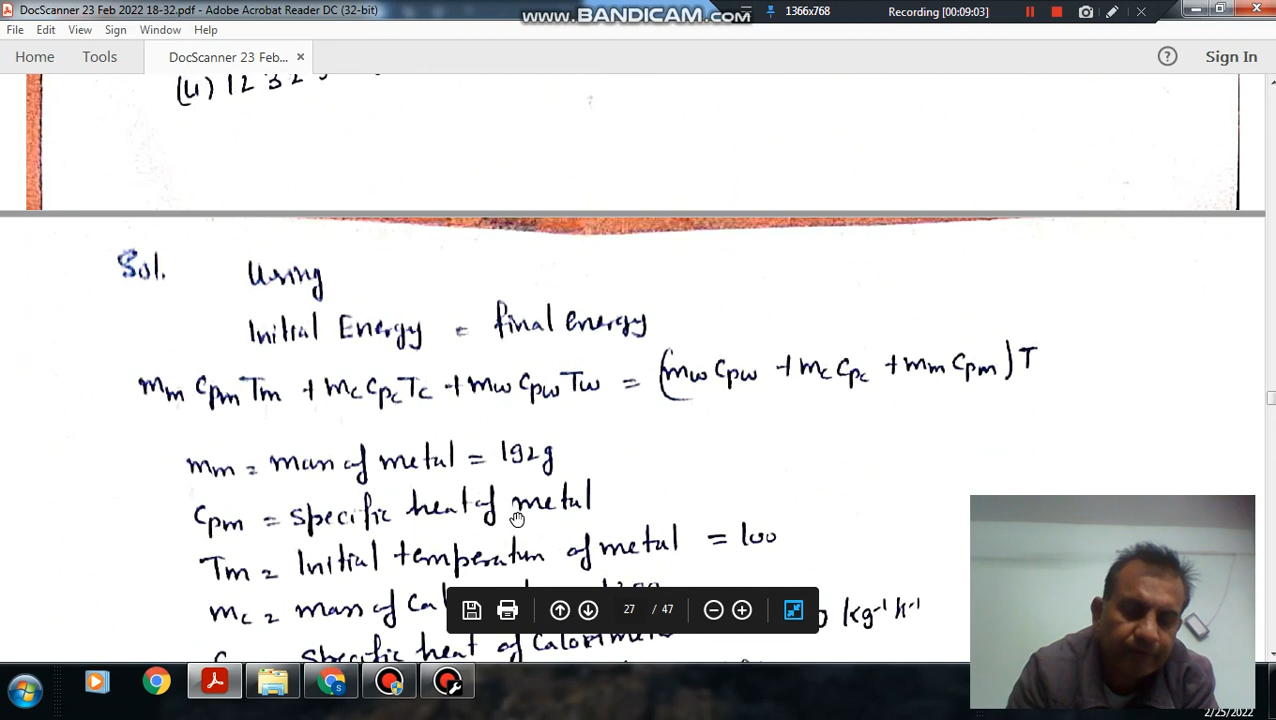 DocScanner 23 Feb 2022 18-32.pdf - Adobe Acrobat Reader DC (32-bit)
www.BANDICAM.com
1366x768
Recording [00:09:03]
File Edit View Sign Window Help
Home Tools DocScanner 23 Feb... × Sign In
Sol. Using
Initial Energy = final energy
mm Cpm Tm + mc Cpc Tc + mw Cpw Tw = (mw Cpw + mc Cpc + mm Cpm) T
mm = man of metal = 192g
Cpm = specific heat of metal
Tm = Initial temperatun of metal = 100
mc = mass of
27 / 47
kg-1 k-1
specific heat of
2/25/2022